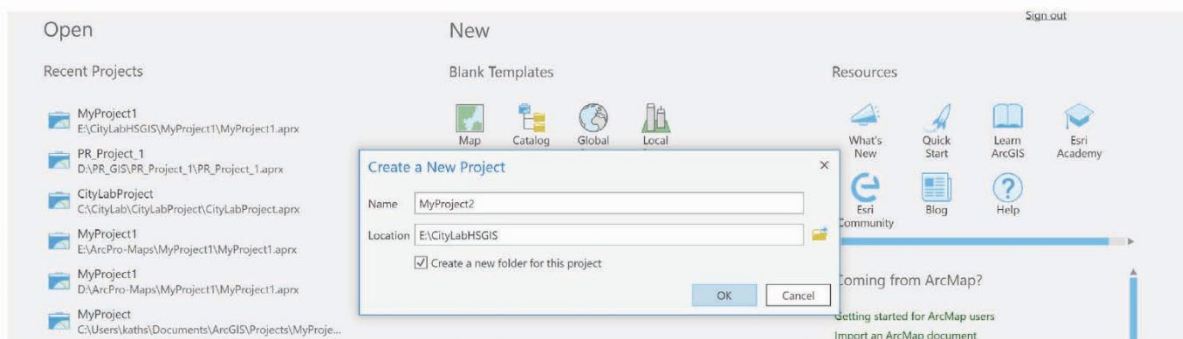 Sign out
Open
Recent Projects
MyProject1
E:\CityLabHSGIS\MyProject1\MyProject1.aprx
PR_Project_1
D:\PR_GIS\PR_Project_1\PR_Project_1.aprx
CityLabProject
C:\CityLab\CityLabProject\CityLabProject.aprx
MyProject1
E:\ArcPro-Maps\MyProject1\MyProject1.aprx
MyProject1
D:\ArcPro-Maps\MyProject1\MyProject1.aprx
MyProject
C:\Users\kaths\Documents\ArcGIS\Projects\MyProje...
New
Blank Templates
Map Catalog Global Local
Create a New Project
Name MyProject2
Location E:\CityLabHSGIS
Create a new folder for this project
OK Cancel
Resources
What's New
Quick Start
Learn ArcGIS
Esri Academy
Esri Community
Blog
Help
Coming from ArcMap?
Getting started for ArcMap users
Import an ArcMap document